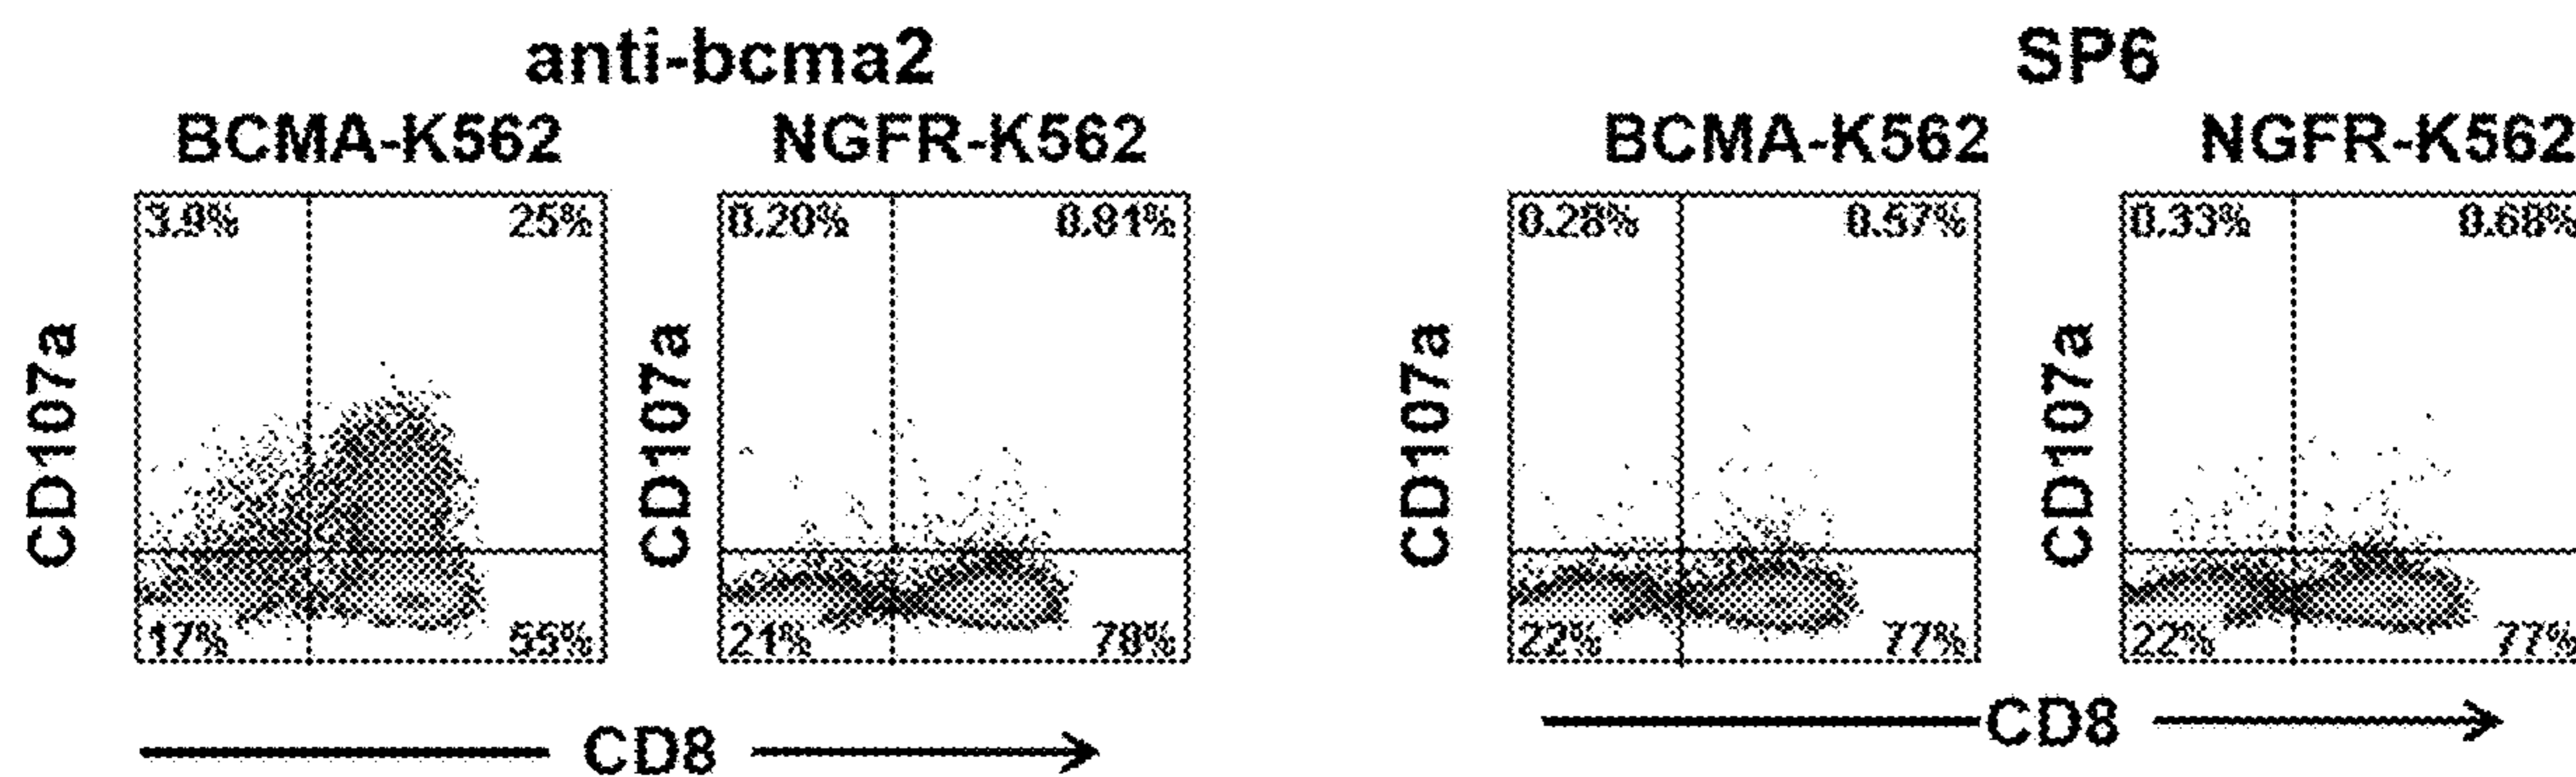 anti-bcma2
SP6
BCMA-K562
NGFR-K562
BCMA-K562
NGFR-K562
3.9%
25%
0.20%
0.81%
0.28%
0.57%
0.33%
0.68%
CD107a
CD107a
CD107a
CD107a
17%
55%
21%
78%
22%
77%
22%
77%
CD8
CD8